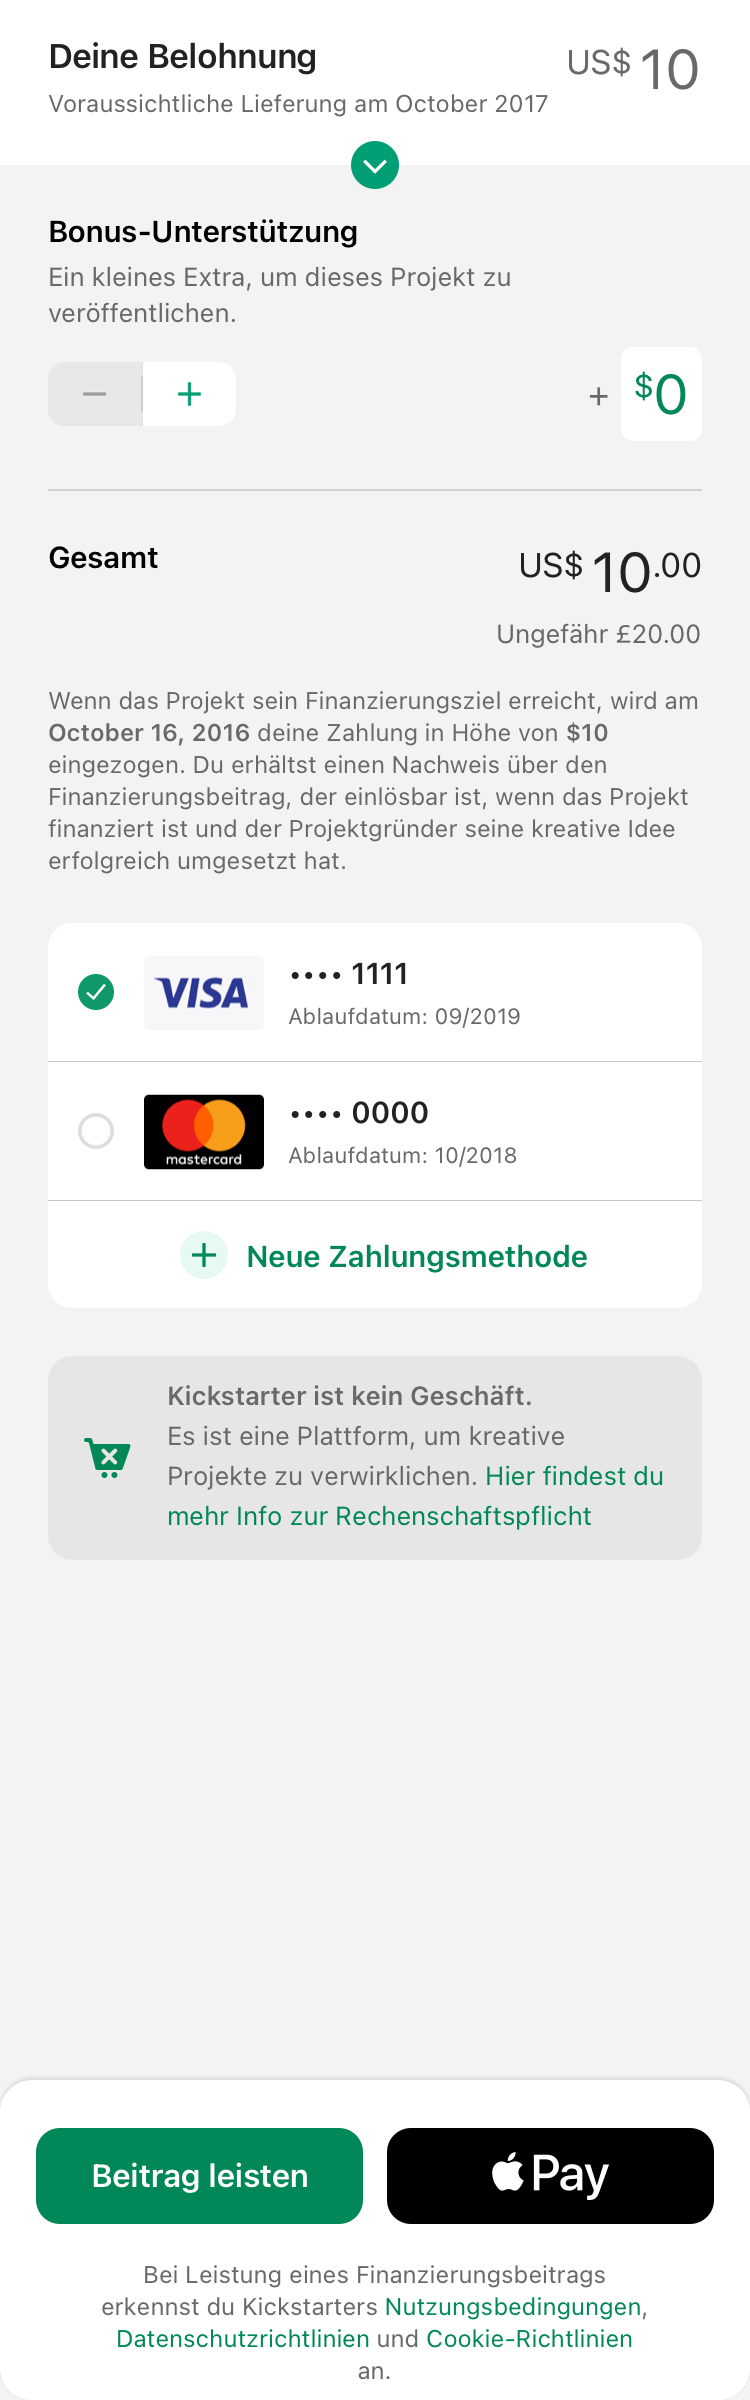 Deine Belohnung
US$ 10
Voraussichtliche Lieferung am October 2017
Bonus-Unterstützung
Ein kleines Extra, um dieses Projekt zu
veröffentlichen.
− +
+ $0
Gesamt
US$ 10.00
Ungefähr £20.00
Wenn das Projekt sein Finanzierungsziel erreicht, wird am
October 16, 2016 deine Zahlung in Höhe von $10
eingezogen. Du erhältst einen Nachweis über den
Finanzierungsbeitrag, der einlösbar ist, wenn das Projekt
finanziert ist und der Projektgründer seine kreative Idee
erfolgreich umgesetzt hat.
VISA
•••• 1111
Ablaufdatum: 09/2019
mastercard
•••• 0000
Ablaufdatum: 10/2018
+ Neue Zahlungsmethode
Kickstarter ist kein Geschäft.
Es ist eine Plattform, um kreative
Projekte zu verwirklichen. Hier findest du
mehr Info zur Rechenschaftspflicht
Beitrag leisten
Pay
Bei Leistung eines Finanzierungsbeitrags
erkennst du Kickstarters Nutzungsbedingungen,
Datenschutzrichtlinien und Cookie-Richtlinien
an.